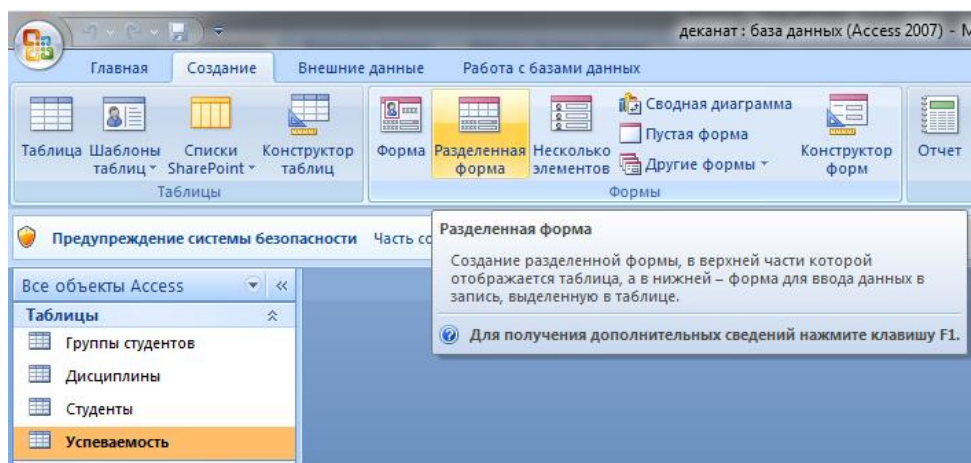 деканат : база данных (Access 2007) - М
Главная Создание Внешние данные Работа с базами данных
Таблица Шаблоны таблиц Списки SharePoint Конструктор таблиц
Таблицы
Форма Разделенная форма Несколько элементов
Сводная диаграмма
Пустая форма
Другие формы
Конструктор форм
Формы
Отчет
Предупреждение системы безопасности Часть со
Разделенная форма
Создание разделенной формы, в верхней части которой
отображается таблица, а в нижней – форма для ввода данных в
запись, выделенную в таблице.
Для получения дополнительных сведений нажмите клавишу F1.
Все объекты Access
Таблицы
Группы студентов
Дисциплины
Студенты
Успеваемость